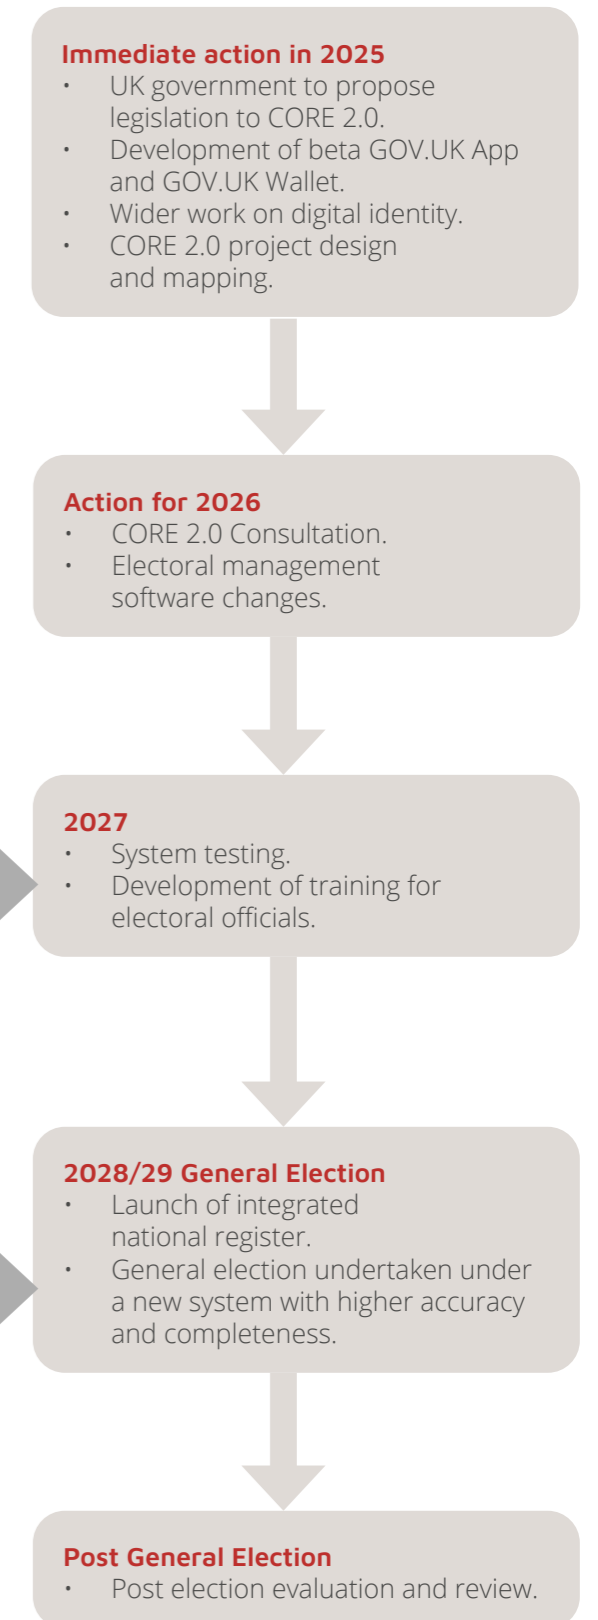 Immediate action in 2025
• UK government to propose
legislation to CORE 2.0.
• Development of beta GOV.UK App
and GOV.UK Wallet.
• Wider work on digital identity.
• CORE 2.0 project design
and mapping.
Action for 2026
• CORE 2.0 Consultation.
• Electoral management
software changes.
2027
• System testing.
• Development of training for
electoral officials.
2028/29 General Election
• Launch of integrated
national register.
• General election undertaken under
a new system with higher accuracy
and completeness.
Post General Election
• Post election evaluation and review.